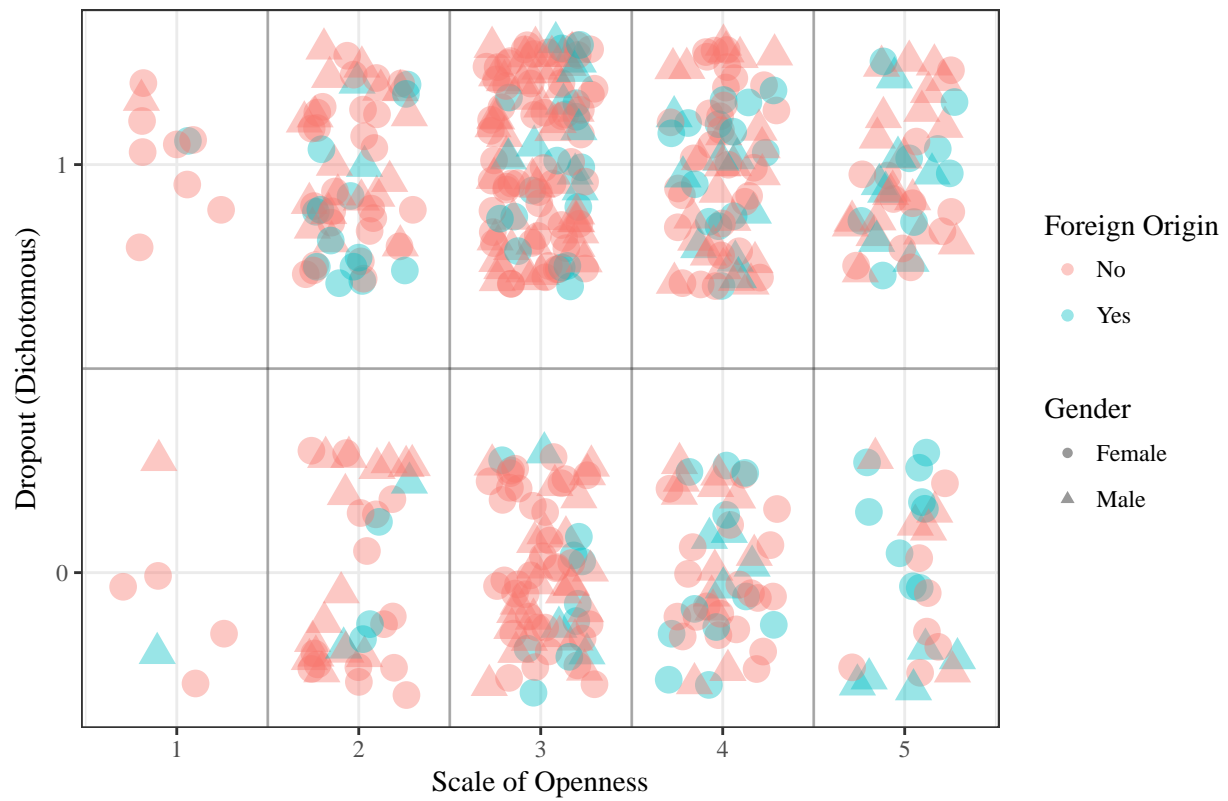 Dropout (Dichotomous)
1
0
1 2 3 4 5
Scale of Openness
Foreign Origin
No
Yes
Gender
Female
Male